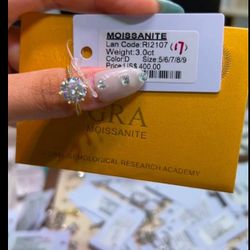 MOISSANITE
Lan Code:RI2107 (17)
Weight:3.0ct
Color:D Size:5/6/7/8/9
Price:US$ 400.00
GRA
MOISSANITE
GEMOLOGICAL RESEARCH ACADEMY